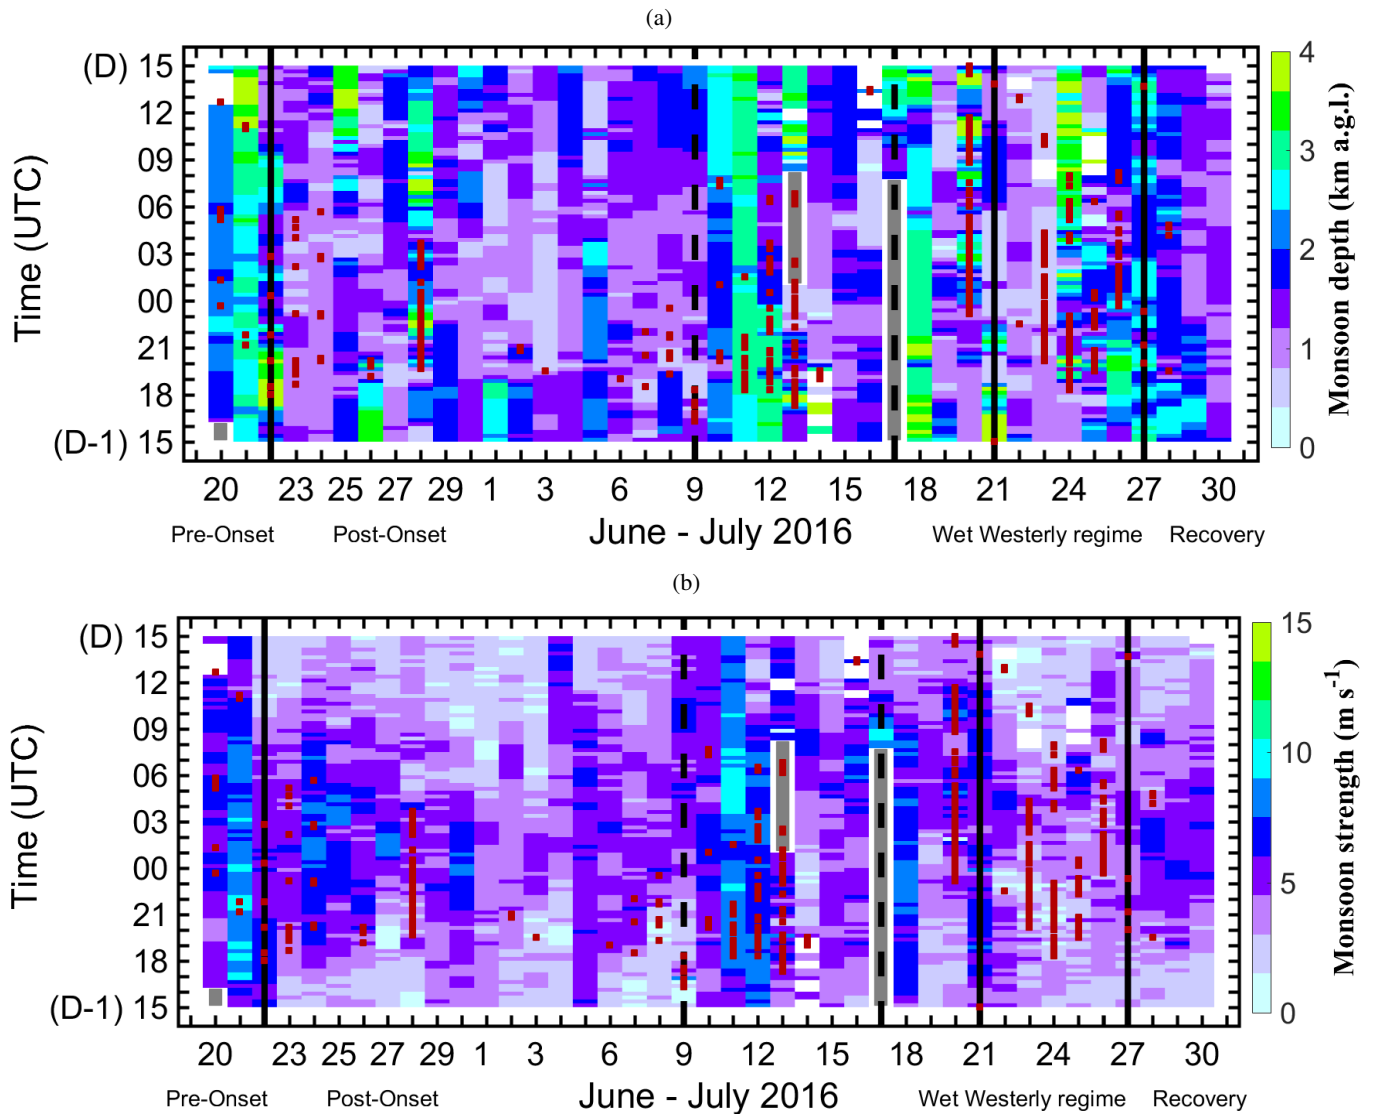 (a)
(D) 15
12
09
06
03
00
21
18
(D-1) 15
Time (UTC)
20 23 25 27 29 1 3 6 9 12 15 18 21 24 27 30
Pre-Onset Post-Onset June - July 2016 Wet Westerly regime Recovery
4
3
2
1
0
Monsoon depth (km a.g.l.)
(b)
(D) 15
12
09
06
03
00
21
18
(D-1) 15
Time (UTC)
20 23 25 27 29 1 3 6 9 12 15 18 21 24 27 30
Pre-Onset Post-Onset June - July 2016 Wet Westerly regime Recovery
15
10
5
0
Monsoon strength (m s⁻¹)